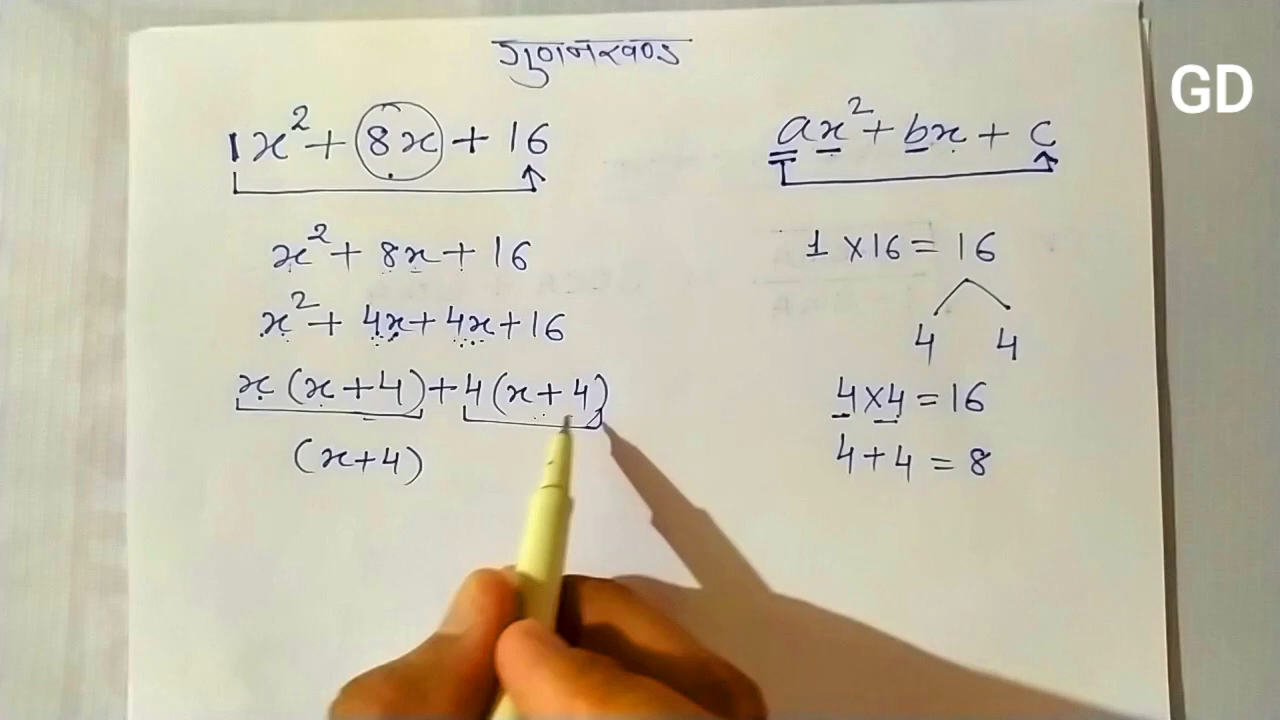 गुणनखण्ड
GD
1x² + 8x + 16
ax² + bx + c
x² + 8x + 16
1 × 16 = 16
x² + 4x + 4x + 16
4 4
x (x + 4) + 4 (x + 4)
4 × 4 = 16
(x + 4)
4 + 4 = 8